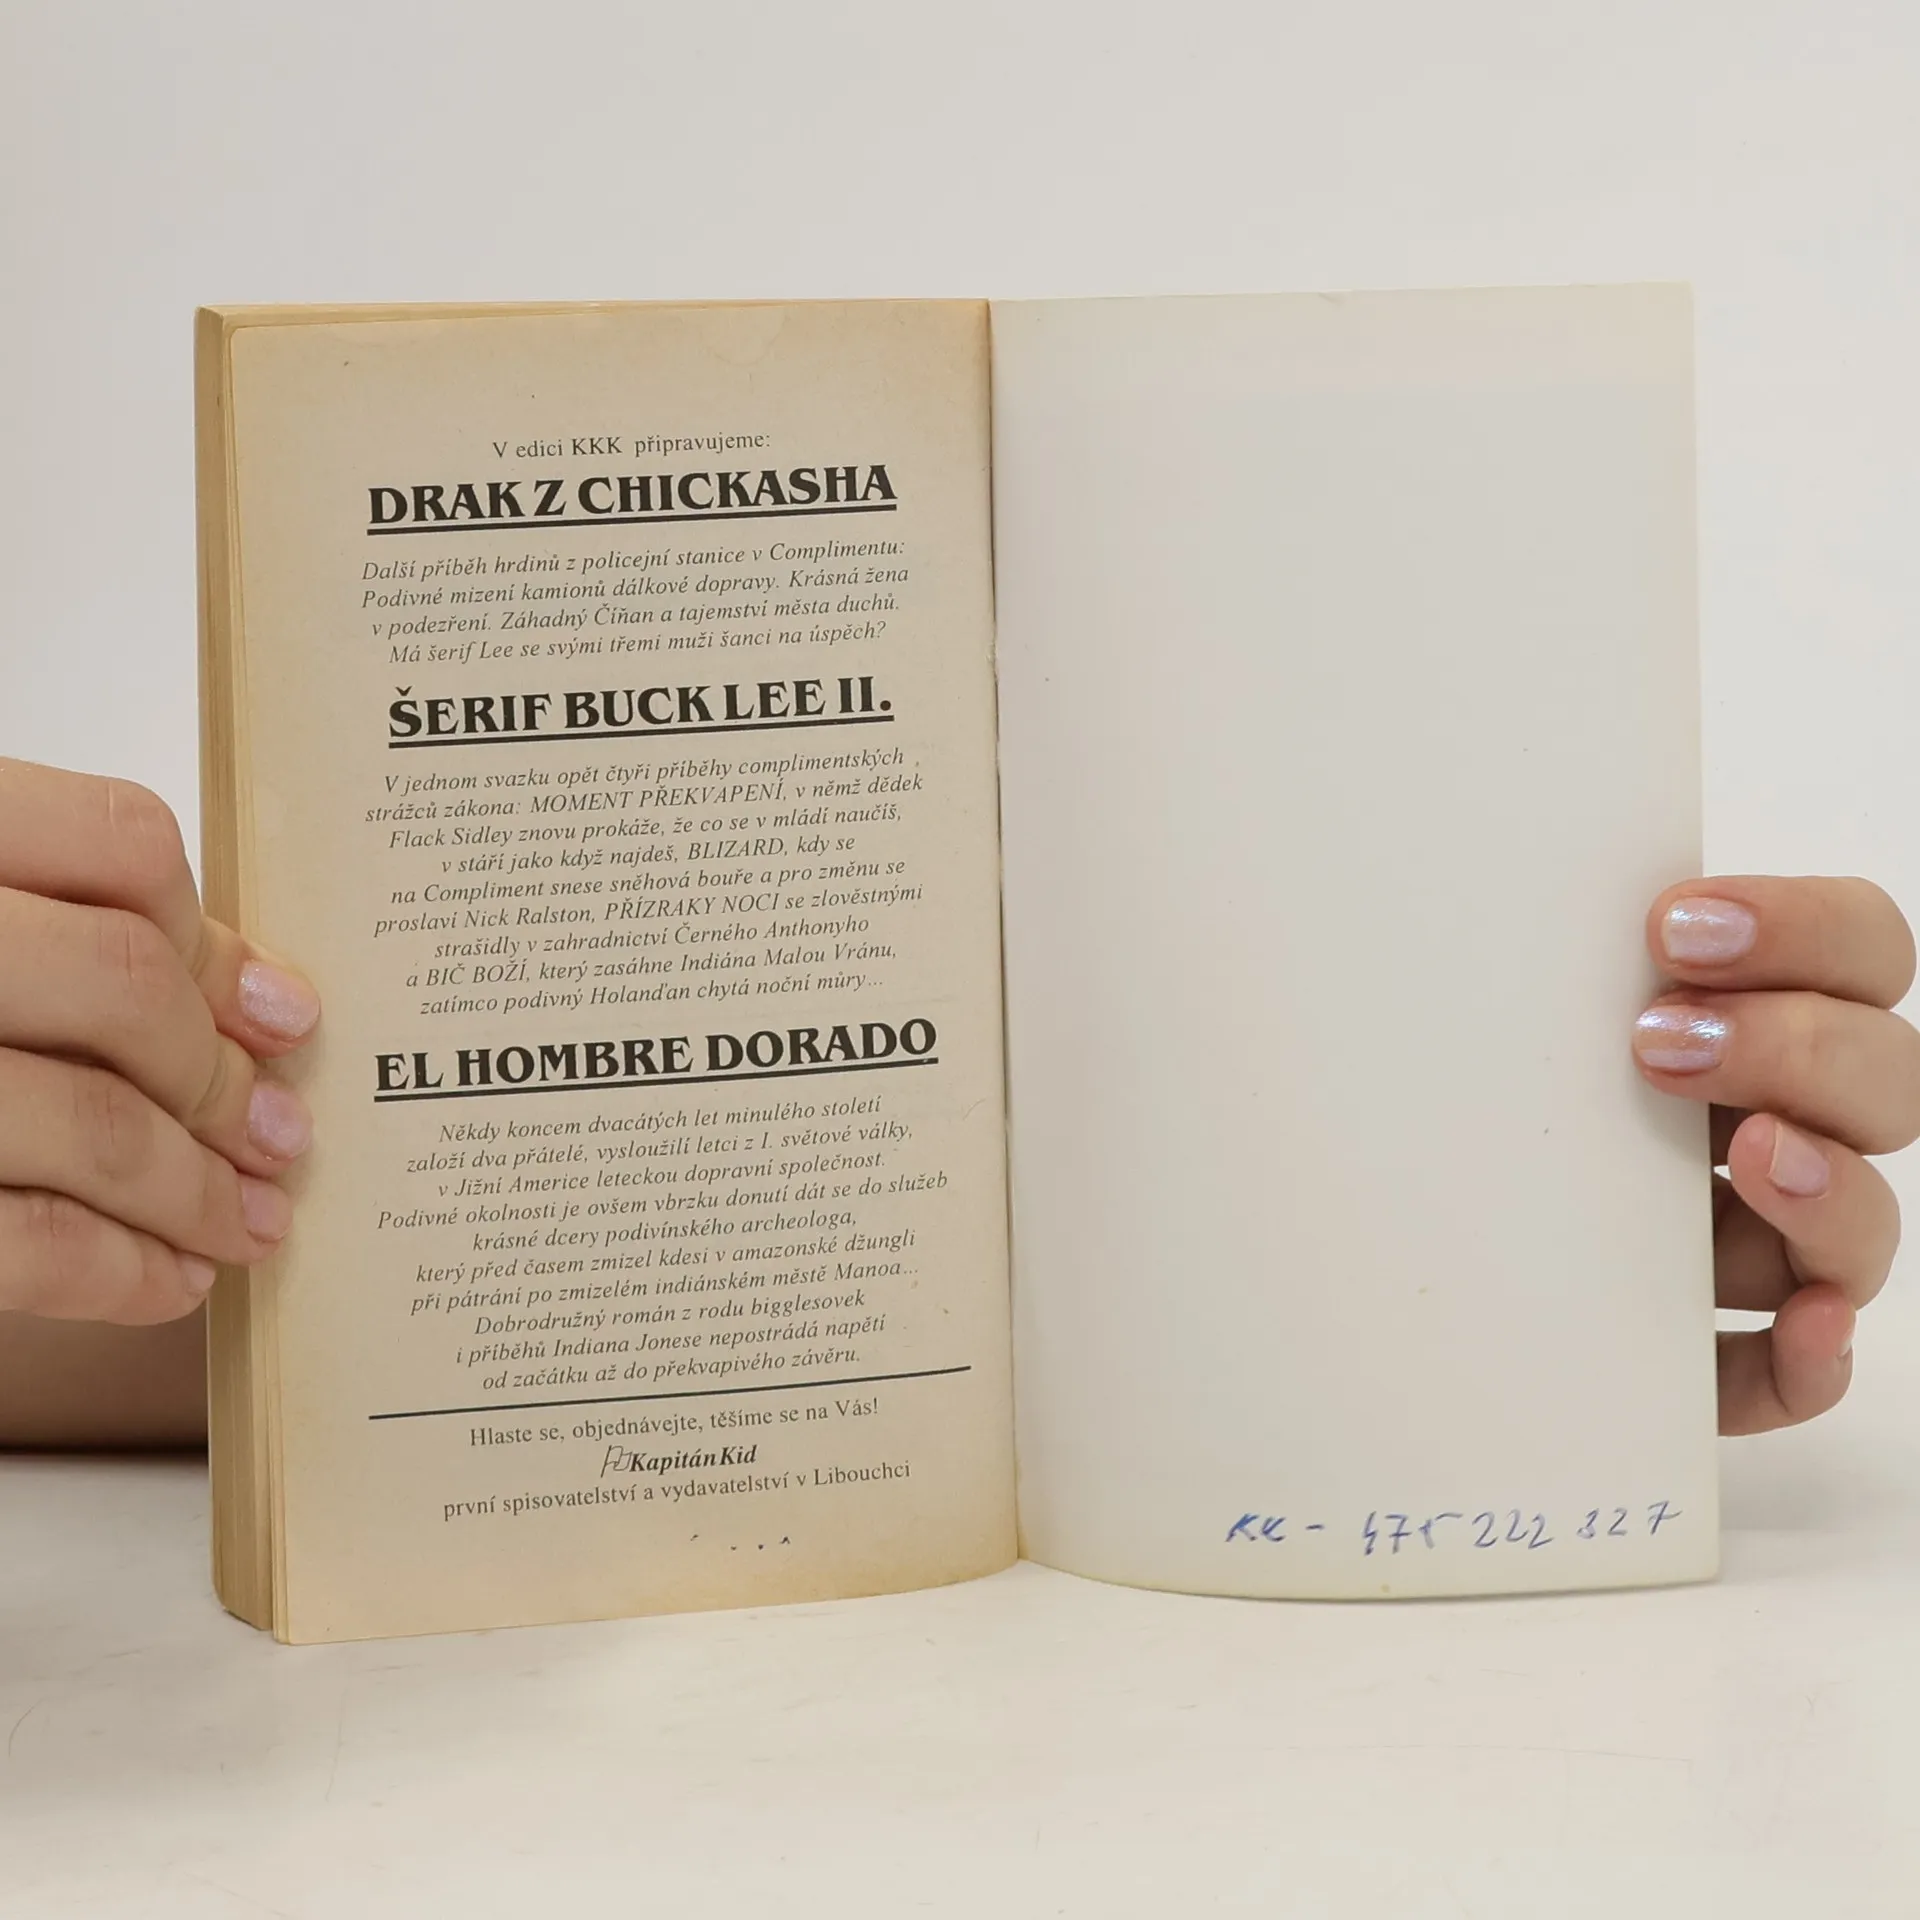 V edici KKK připravujeme:
DRAK Z CHICKASHA
Další příběh hrdinů z policejní stanice v Complimentu:
Podivné mizení kamionů dálkové dopravy. Krásná žena
v podezření. Záhadný Číňan a tajemství města duchů.
Má šerif Lee se svými třemi muži šanci na úspěch?
ŠERIF BUCK LEE II.
V jednom svazku opět čtyři příběhy complimentských
strážců zákona: MOMENT PŘEKVAPENÍ, v němž dědek
Flack Sidley znovu prokáže, že co se v mládí naučíš,
v stáří jako když najdeš, BLIZARD, kdy se
na Compliment snese sněhová bouře a pro změnu se
proslaví Nick Ralston, PŘÍZRAKY NOCI se zlověstnými
strašidly v zahradnictví Černého Anthonyho
a BIČ BOŽÍ, který zasáhne Indiána Malou Vránu,
zatímco podivný Holanďan chytá noční můry...
EL HOMBRE DORADO
Někdy koncem dvacátých let minulého století
založí dva přátelé, vysloužilí letci z I. světové války,
v Jižní Americe leteckou dopravní společnost.
Podivné okolnosti je ovšem vbrzku donutí dát se do služeb
krásné dcery podivínského archeologa,
který před časem zmizel kdesi v amazonské džungli
při pátrání po zmizelém indiánském městě Manoa...
Dobrodružný román z rodu bigglesovek
i příběhů Indiana Jonese nepostrádá napětí
od začátku až do překvapivého závěru.
Hlaste se, objednávejte, těšíme se na Vás!
Kapitán Kid
první spisovatelství a vydavatelství v Libouchci
KK - 475 222 327